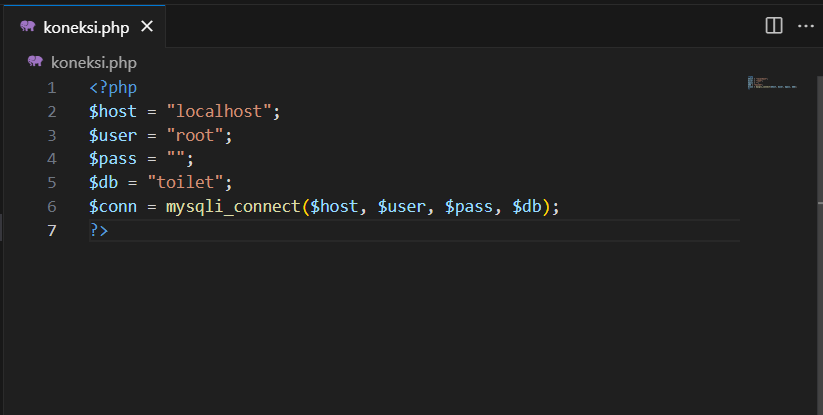 koneksi.php
koneksi.php
1 <?php
2 $host = "localhost";
3 $user = "root";
4 $pass = "";
5 $db = "toilet";
6 $conn = mysqli_connect($host, $user, $pass, $db);
7 ?>